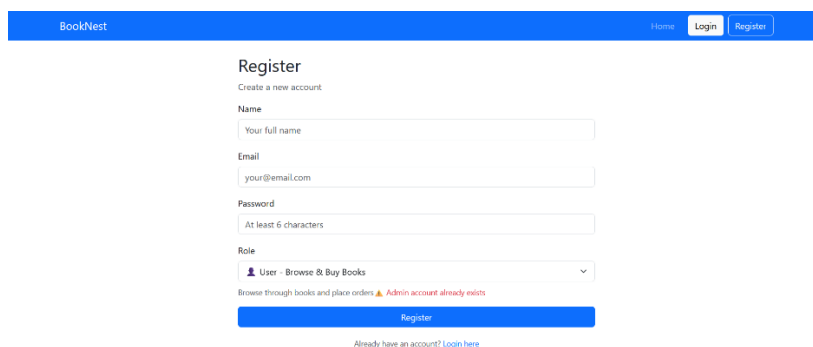 BookNest Home Login Register
Register
Create a new account
Name
Your full name
Email
your@email.com
Password
At least 6 characters
Role
👤 User - Browse & Buy Books
Browse through books and place orders ⚠️ Admin account already exists
Register
Already have an account? Login here